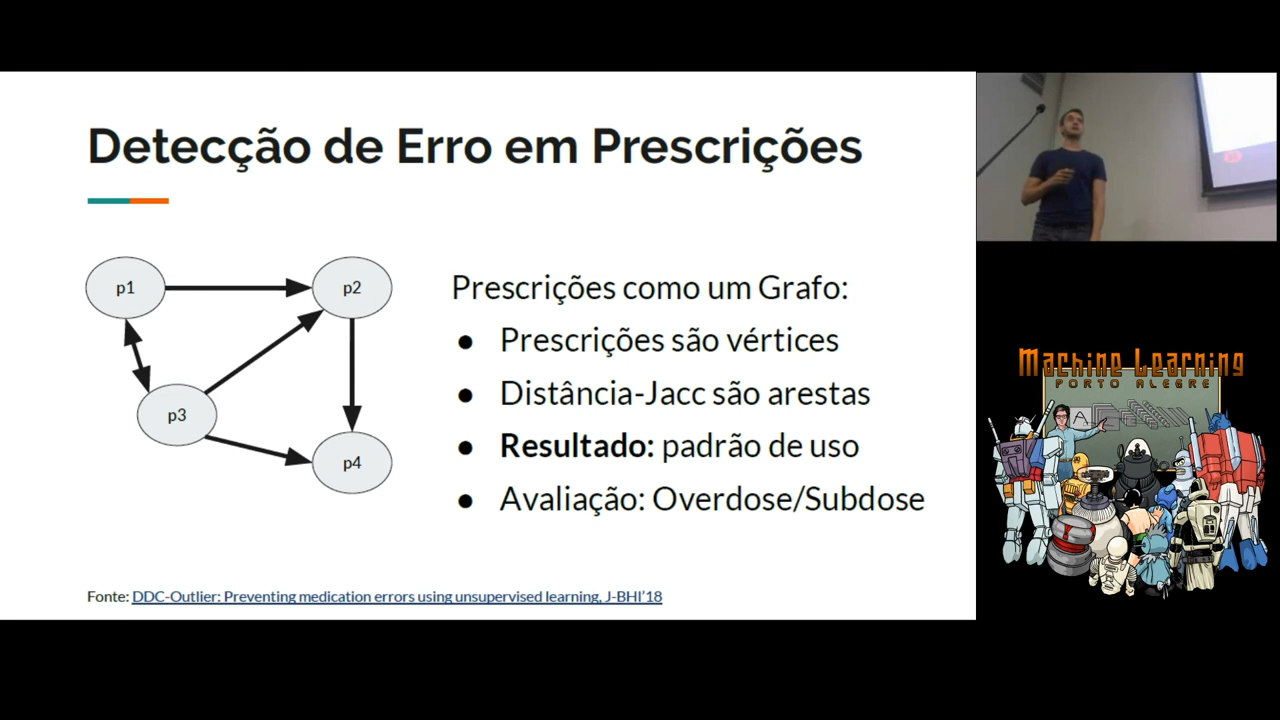 Detecção de Erro em Prescrições
p1
p2
p3
p4
Prescrições como um Grafo:
● Prescrições são vértices
● Distância-Jacc são arestas
● Resultado: padrão de uso
● Avaliação: Overdose/Subdose
Fonte: DDC-Outlier: Preventing medication errors using unsupervised learning, J-BHI'18
Machine Learning
PORTO ALEGRE
A